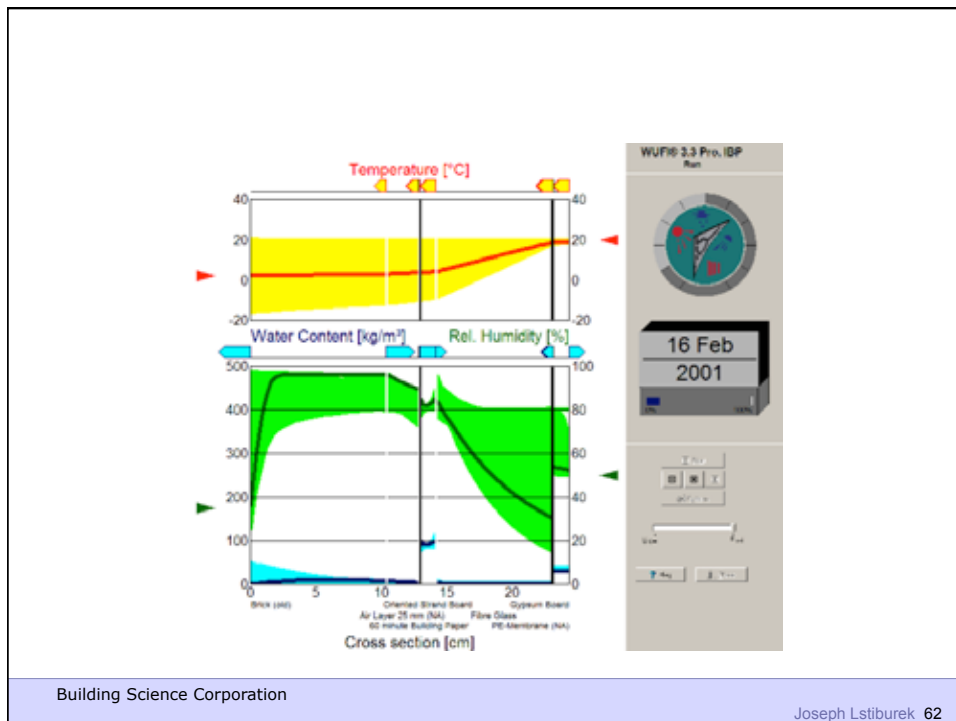 WUFI® 3.3 Pro, IBP
Run
Temperature [°C]
40 40
20 20
0 0
-20 -20
Water Content [kg/m³] Rel. Humidity [%]
500 100
400 80
300 60
200 40
100 20
0 5 10 15 20 0
Brick (old) Oriented Strand Board Gypsum Board
Air Layer 25 mm (NA) Fibre Glass
60 minute Building Paper PE-Membrane (NA)
Cross section [cm]
16 Feb
2001
0% 100%
Building Science Corporation
Joseph Lstiburek 62